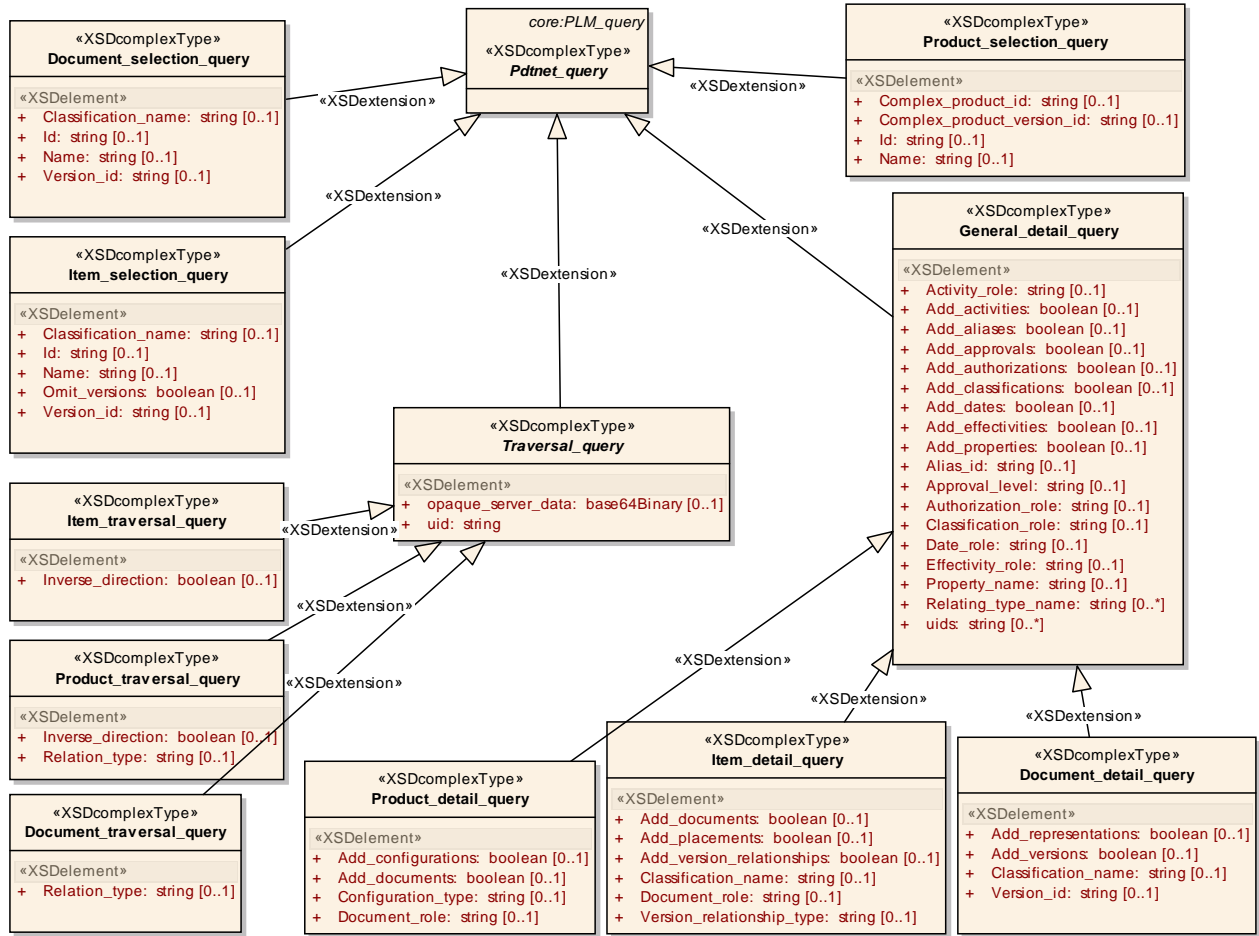 «XSDcomplexType»
Document_selection_query
«XSDelement»
+ Classification_name: string [0..1]
+ Id: string [0..1]
+ Name: string [0..1]
+ Version_id: string [0..1]
core:PLM_query
«XSDcomplexType»
Pdtnet_query
«XSDcomplexType»
Product_selection_query
«XSDelement»
+ Complex_product_id: string [0..1]
+ Complex_product_version_id: string [0..1]
+ Id: string [0..1]
+ Name: string [0..1]
«XSDextension»
«XSDextension»
«XSDextension»
«XSDextension»
«XSDextension»
«XSDcomplexType»
Item_selection_query
«XSDelement»
+ Classification_name: string [0..1]
+ Id: string [0..1]
+ Name: string [0..1]
+ Omit_versions: boolean [0..1]
+ Version_id: string [0..1]
«XSDcomplexType»
General_detail_query
«XSDelement»
+ Activity_role: string [0..1]
+ Add_activities: boolean [0..1]
+ Add_aliases: boolean [0..1]
+ Add_approvals: boolean [0..1]
+ Add_authorizations: boolean [0..1]
+ Add_classifications: boolean [0..1]
+ Add_dates: boolean [0..1]
+ Add_effectivities: boolean [0..1]
+ Add_properties: boolean [0..1]
+ Alias_id: string [0..1]
+ Approval_level: string [0..1]
+ Authorization_role: string [0..1]
+ Classification_role: string [0..1]
+ Date_role: string [0..1]
+ Effectivity_role: string [0..1]
+ Property_name: string [0..1]
+ Relating_type_name: string [0..*]
+ uids: string [0..*]
«XSDcomplexType»
Traversal_query
«XSDelement»
+ opaque_server_data: base64Binary [0..1]
+ uid: string
«XSDcomplexType»
Item_traversal_query
«XSDelement»
+ Inverse_direction: boolean [0..1]
«XSDextension»
«XSDextension»
«XSDextension»
«XSDcomplexType»
Product_traversal_query
«XSDelement»
+ Inverse_direction: boolean [0..1]
+ Relation_type: string [0..1]
«XSDcomplexType»
Document_traversal_query
«XSDelement»
+ Relation_type: string [0..1]
«XSDextension»
«XSDextension»
«XSDextension»
«XSDcomplexType»
Product_detail_query
«XSDelement»
+ Add_configurations: boolean [0..1]
+ Add_documents: boolean [0..1]
+ Configuration_type: string [0..1]
+ Document_role: string [0..1]
«XSDcomplexType»
Item_detail_query
«XSDelement»
+ Add_documents: boolean [0..1]
+ Add_placements: boolean [0..1]
+ Add_version_relationships: boolean [0..1]
+ Classification_name: string [0..1]
+ Document_role: string [0..1]
+ Version_relationship_type: string [0..1]
«XSDcomplexType»
Document_detail_query
«XSDelement»
+ Add_representations: boolean [0..1]
+ Add_versions: boolean [0..1]
+ Classification_name: string [0..1]
+ Version_id: string [0..1]